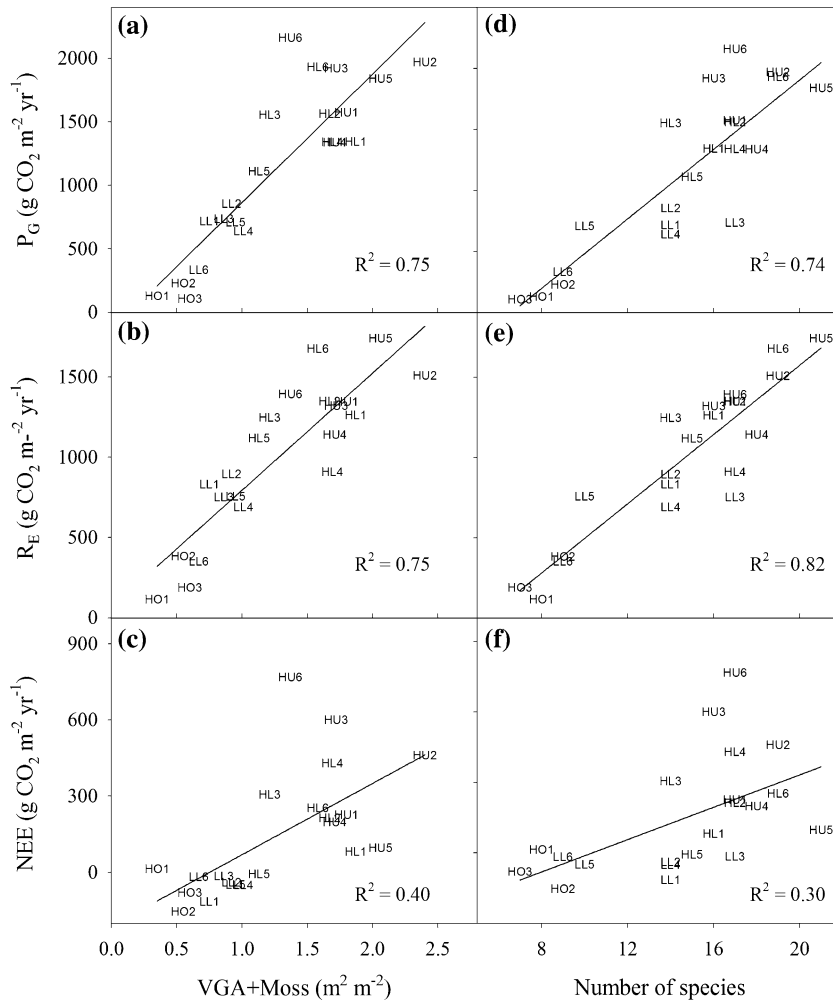 (a)
HU6
HL6
HU3
HU2
HU5
HL3
HL2
HU1
HL4
HL1
HL5
LL2
LL1
LL3
LL5
LL4
LL6
HO2
HO1
HO3
R² = 0.75
2000
1500
1000
500
0
P_G (g CO₂ m⁻² yr⁻¹)
(d)
HU6
HU2
HU3
HL6
HU5
HL3
HU1
HL2
HL1
HL4
HU4
HL5
LL2
LL5
LL1
LL3
LL4
LL6
HO2
HO3
HO1
R² = 0.74
(b)
HL6
HU5
HU2
HU6
HU1
HU3
HL3
HL1
HL5
HU4
HL4
LL2
LL1
LL3
LL5
LL4
HO2
LL6
HO3
HO1
R² = 0.75
1500
1000
500
0
R_E (g CO₂ m-⁻² yr⁻¹)
(e)
HU5
HL6
HU2
HU6
HU3
HL3
HL1
HL5
HU4
HL4
LL2
LL1
LL5
LL3
LL4
HO2
LL6
HO3
HO1
R² = 0.82
(c)
HU6
HU3
HU2
HL4
HL3
HL6
HU1
HU4
HU5
HL1
HO1
HL5
LL6
LL3
LL4
HO3
LL1
HO2
R² = 0.40
900
600
300
0
NEE (g CO₂ m⁻² yr⁻¹)
0.0
0.5
1.0
1.5
2.0
2.5
VGA+Moss (m² m⁻²)
(f)
HU6
HU3
HU2
HL4
HL3
HL6
HL2
HU4
HU5
HL1
HO1
HL5
LL6
LL3
LL5
LL4
HO3
LL1
HO2
R² = 0.30
8
12
16
20
Number of species